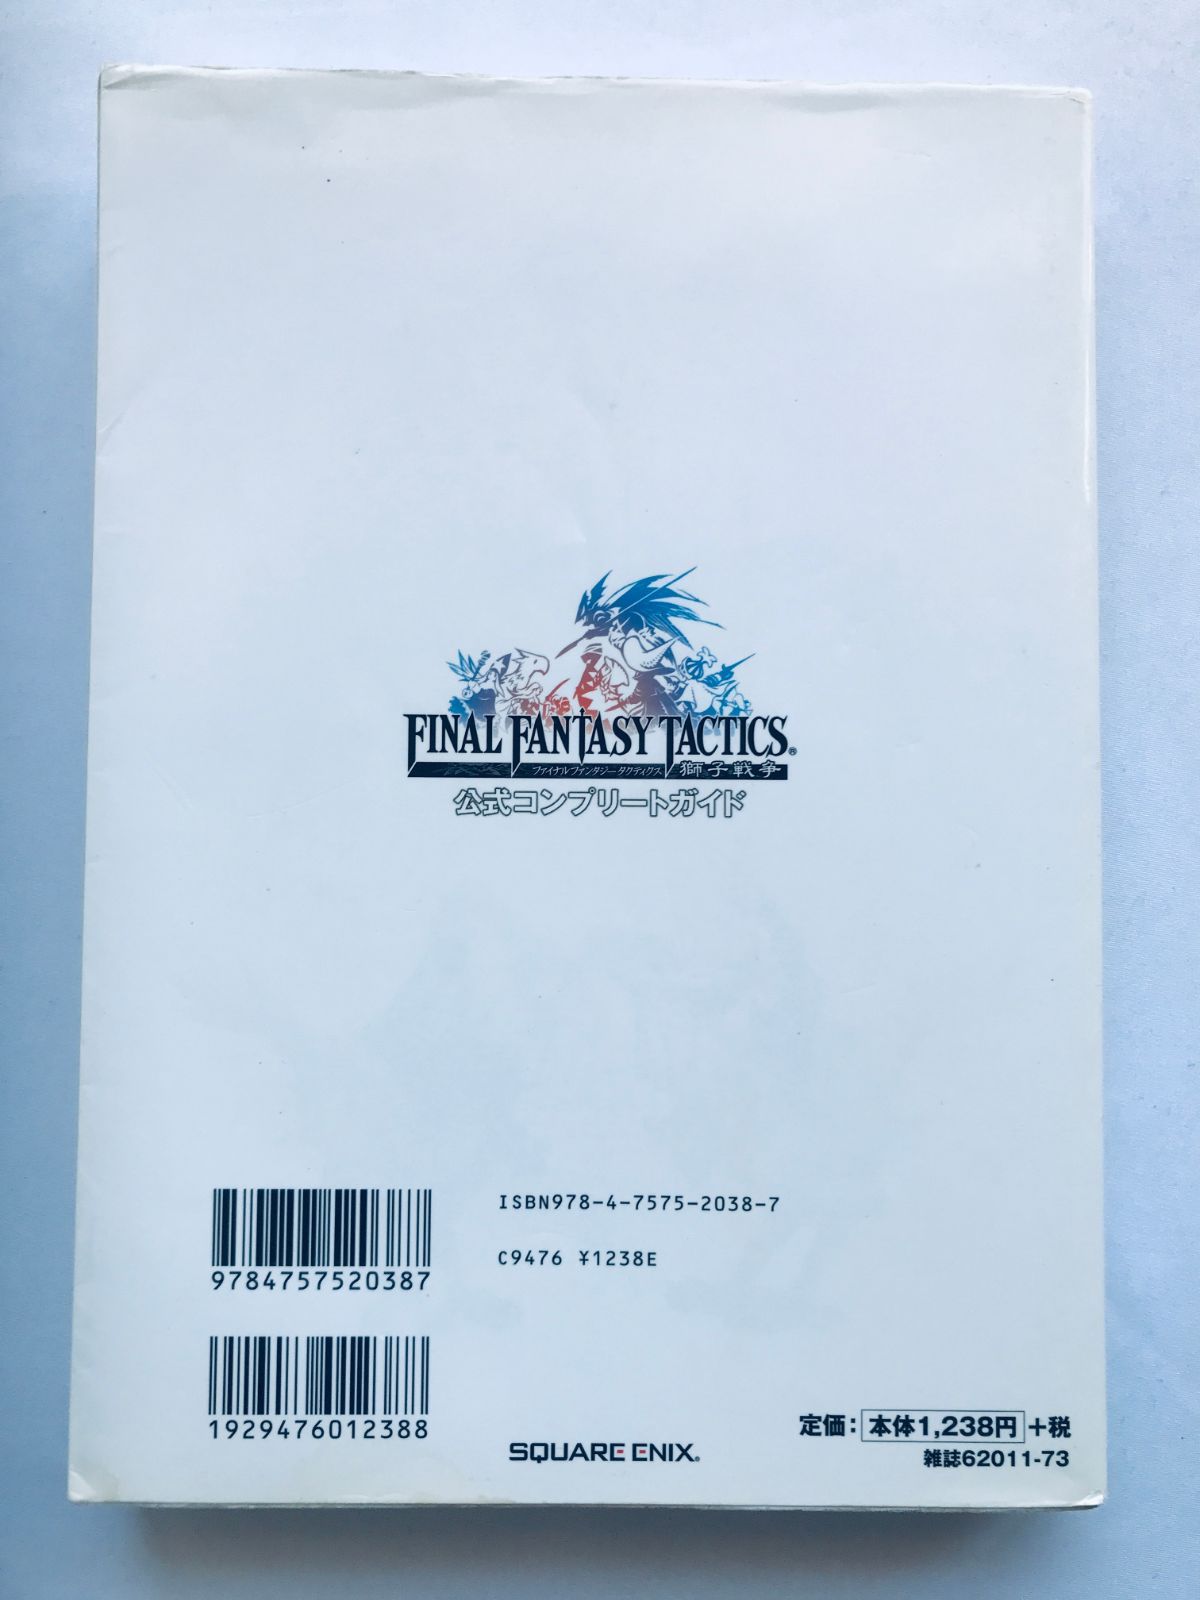 FINAL FANTASY TACTICS®
ファイナルファンタジータクティクス 獅子戦争
公式コンプリートガイド
ISBN978-4-7575-2038-7
C9476 ¥1238E
9784757520387
1929476012388
定価: 本体1,238円+税
雑誌62011-73
SQUARE ENIX®